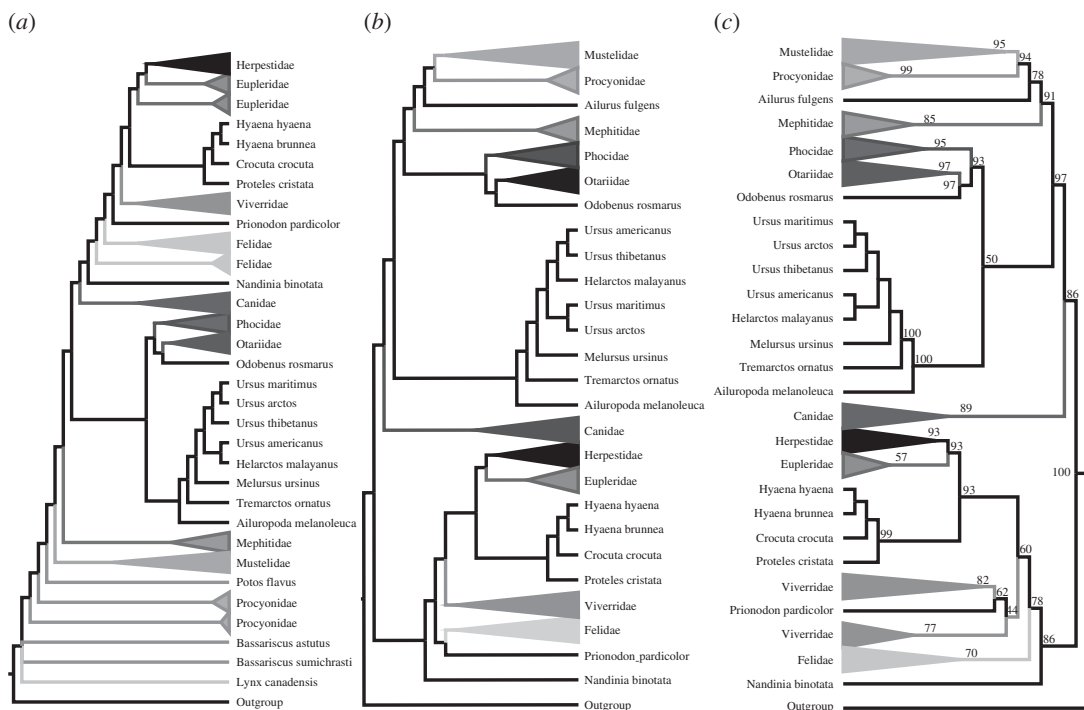 (a)
Herpestidae
Eupleridae
Eupleridae
Hyaena hyaena
Hyaena brunnea
Crocuta crocuta
Proteles cristata
Viverridae
Prionodon pardicolor
Felidae
Felidae
Nandinia binotata
Canidae
Phocidae
Otariidae
Odobenus rosmarus
Ursus maritimus
Ursus arctos
Ursus thibetanus
Ursus americanus
Helarctos malayanus
Melursus ursinus
Tremarctos ornatus
Ailuropoda melanoleuca
Mephitidae
Mustelidae
Potos flavus
Procyonidae
Procyonidae
Bassariscus astutus
Bassariscus sumichrasti
Lynx canadensis
Outgroup
(b)
Mustelidae
Procyonidae
Ailurus fulgens
Mephitidae
Phocidae
Otariidae
Odobenus rosmarus
Ursus americanus
Ursus thibetanus
Helarctos malayanus
Ursus maritimus
Ursus arctos
Melursus ursinus
Tremarctos ornatus
Ailuropoda melanoleuca
Canidae
Herpestidae
Eupleridae
Hyaena hyaena
Hyaena brunnea
Crocuta crocuta
Proteles cristata
Viverridae
Felidae
Prionodon_pardicolor
Nandinia binotata
Outgroup
(c)
Mustelidae 95
94
Procyonidae 99
78
Ailurus fulgens
91
Mephitidae 85
Phocidae 95
93
Otariidae 97
97
97
Odobenus rosmarus
Ursus maritimus
Ursus arctos
50
Ursus thibetanus
Ursus americanus
86
Helarctos malayanus
100
Melursus ursinus
100
Tremarctos ornatus
Ailuropoda melanoleuca
Canidae 89
Herpestidae 93
93
Eupleridae 57
100
Hyaena hyaena
93
Hyaena brunnea
Crocuta crocuta
99
60
Proteles cristata
Viverridae 82
62
78
Prionodon pardicolor
44
Viverridae 77
86
Felidae 70
Nandinia binotata
Outgroup